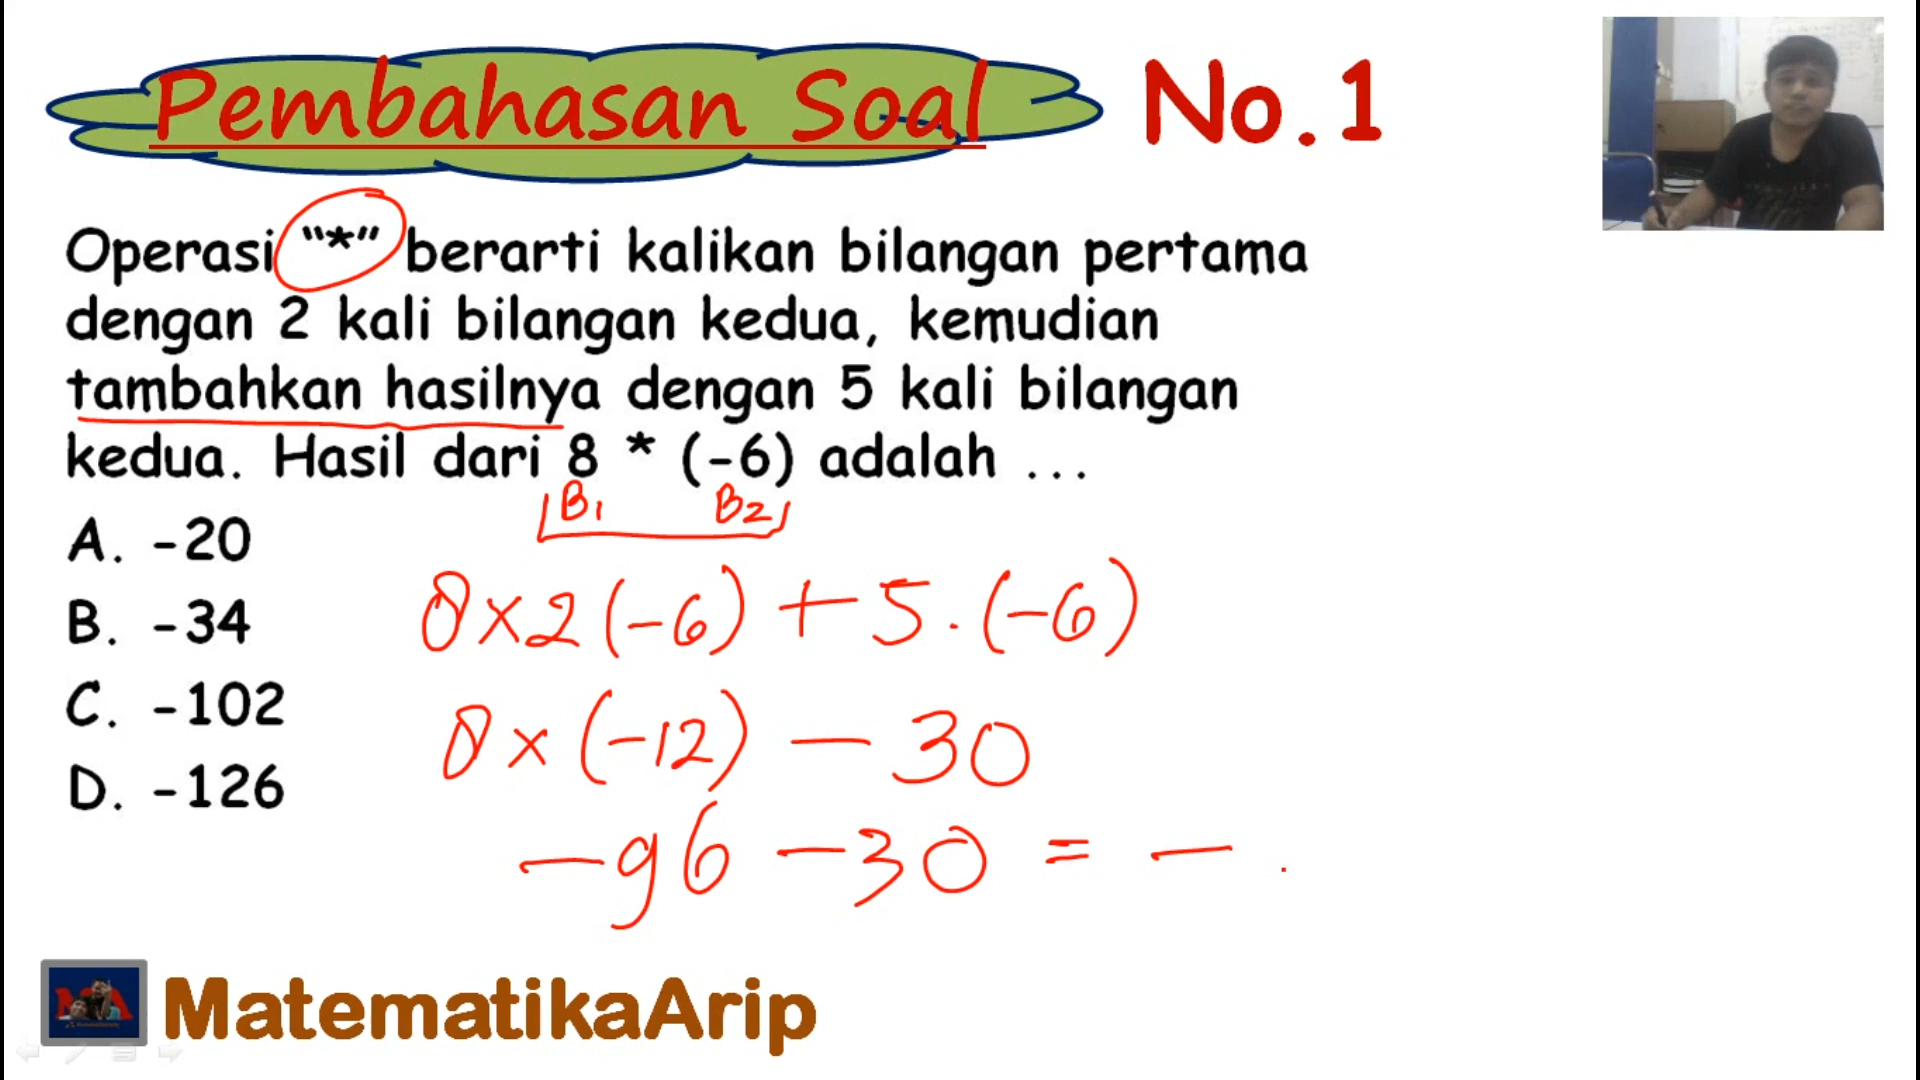 Pembahasan Soal No.1
Operasi "*" berarti kalikan bilangan pertama
dengan 2 kali bilangan kedua, kemudian
tambahkan hasilnya dengan 5 kali bilangan
kedua. Hasil dari 8 * (-6) adalah ...
B1 B2
A. -20
B. -34
C. -102
D. -126
8 x 2 (-6) + 5 . (-6)
8 x (-12) - 30
-96 - 30 = - .
MatematikaArip